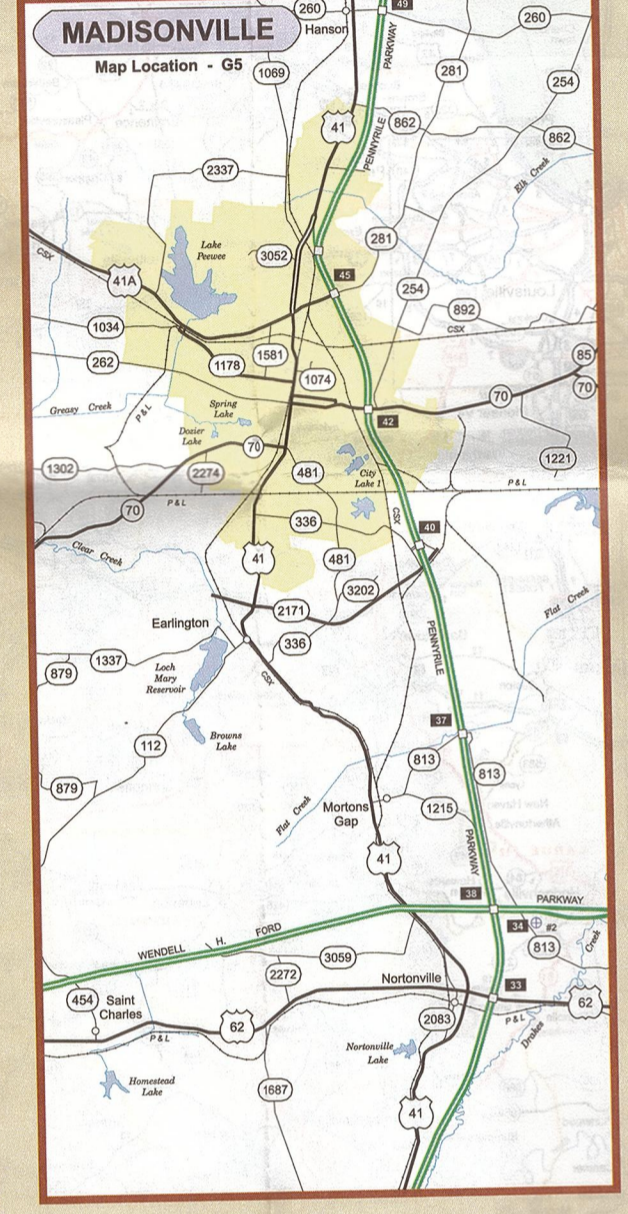 49
260
260
MADISONVILLE
Hanson
PARKWAY
Map Location - G5
1069
281
254
41
862
862
PENNYRILE
2337
Elk Creek
281
Lake
Peewee
3052
CSX
45
41A
254
892
CSX
1034
1581
85
262
1178
1074
70
70
Greasy Creek
P & L
Spring
Lake
42
Dozier
Lake
70
1302
2274
481
City
Lake 1
1221
P & L
P & L
70
336
CSX
40
Clear Creek
41
481
3202
Flat Creek
2171
Earlington
336
PENNYRILE
1337
879
Loch
Mary
Reservoir
CSX
37
112
Browns
Lake
813
813
879
Flat Creek
Mortons
Gap
1215
PARKWAY
41
38
PARKWAY
34
#2
WENDELL H. FORD
813
Creek
3059
2272
Nortonville
33
454
Saint
Charles
62
62
2083
P & L
P & L
Drakes
Nortonville
Lake
Homestead
Lake
1687
41